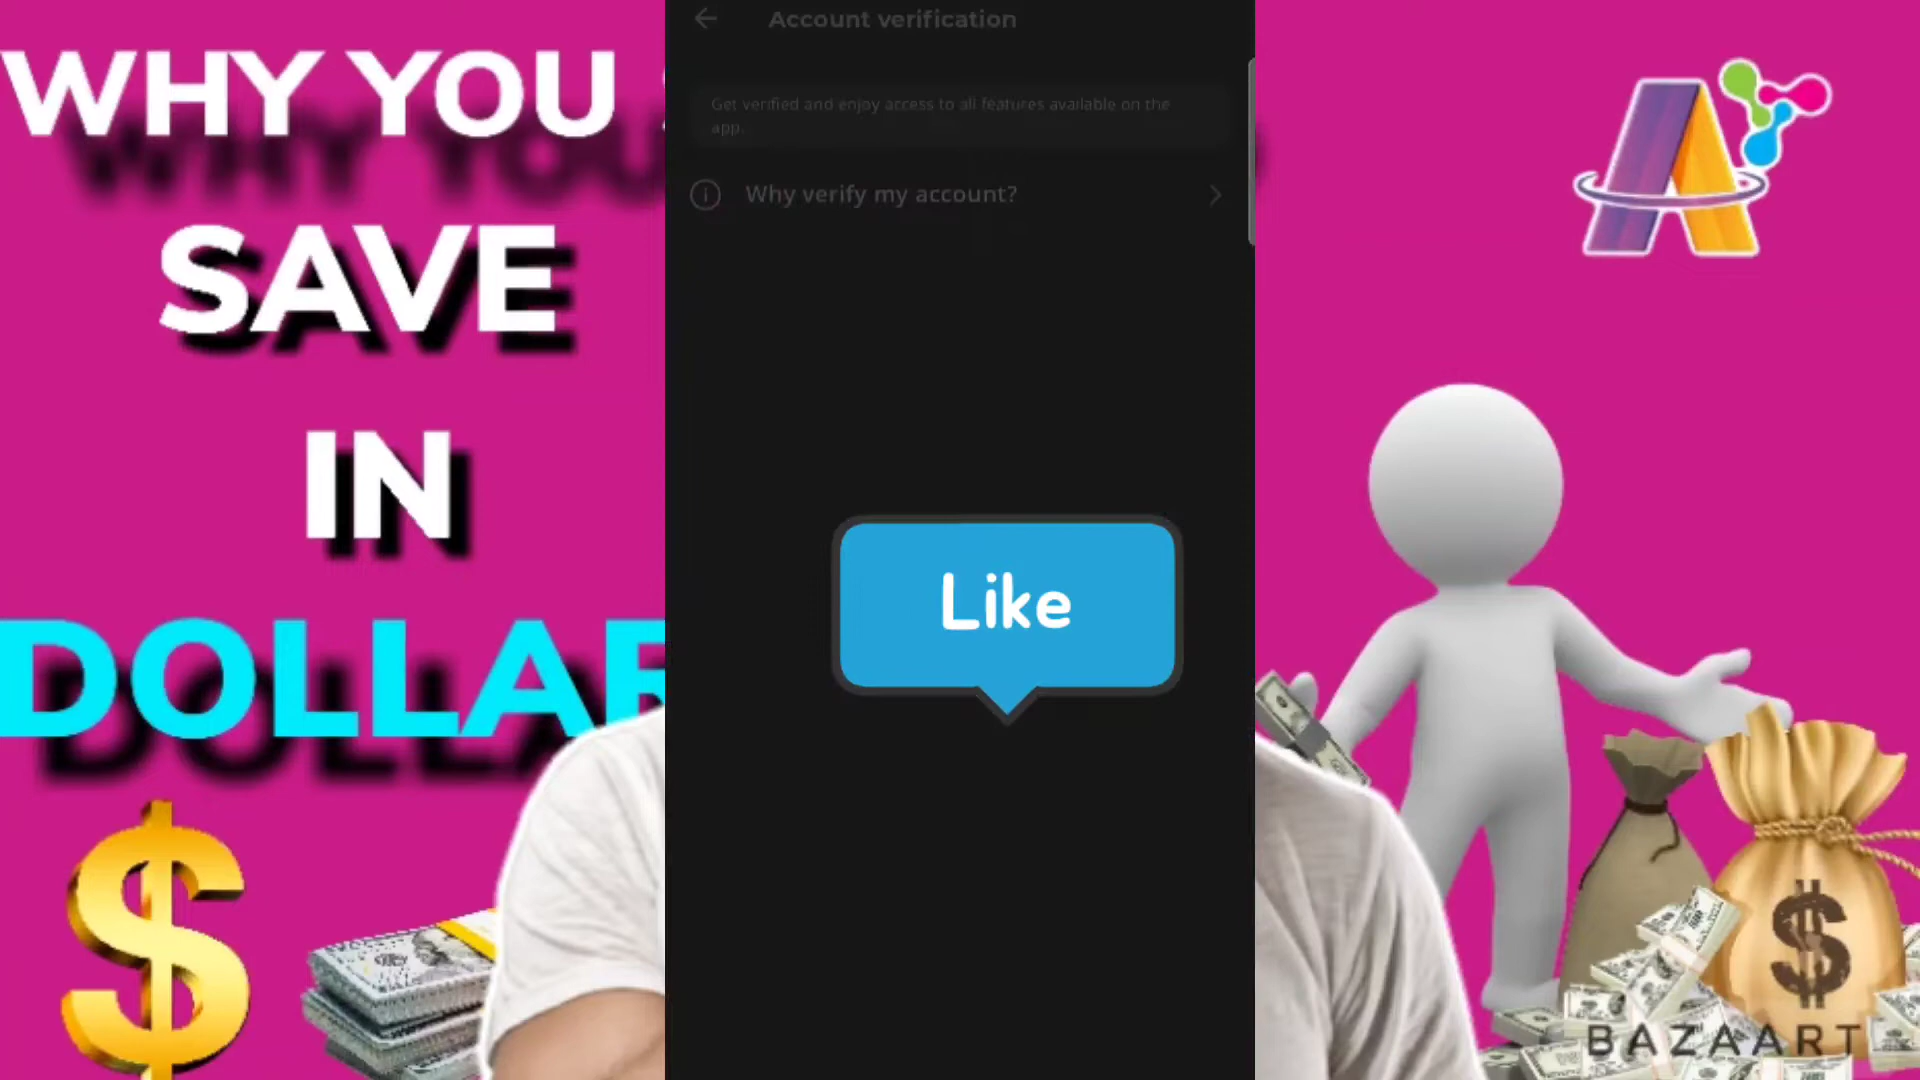 WHY YOU
SAVE
IN
DOLLAR
Account verification
Get verified and enjoy access to all features available on the
app.
Why verify my account?
Like
BAZAART